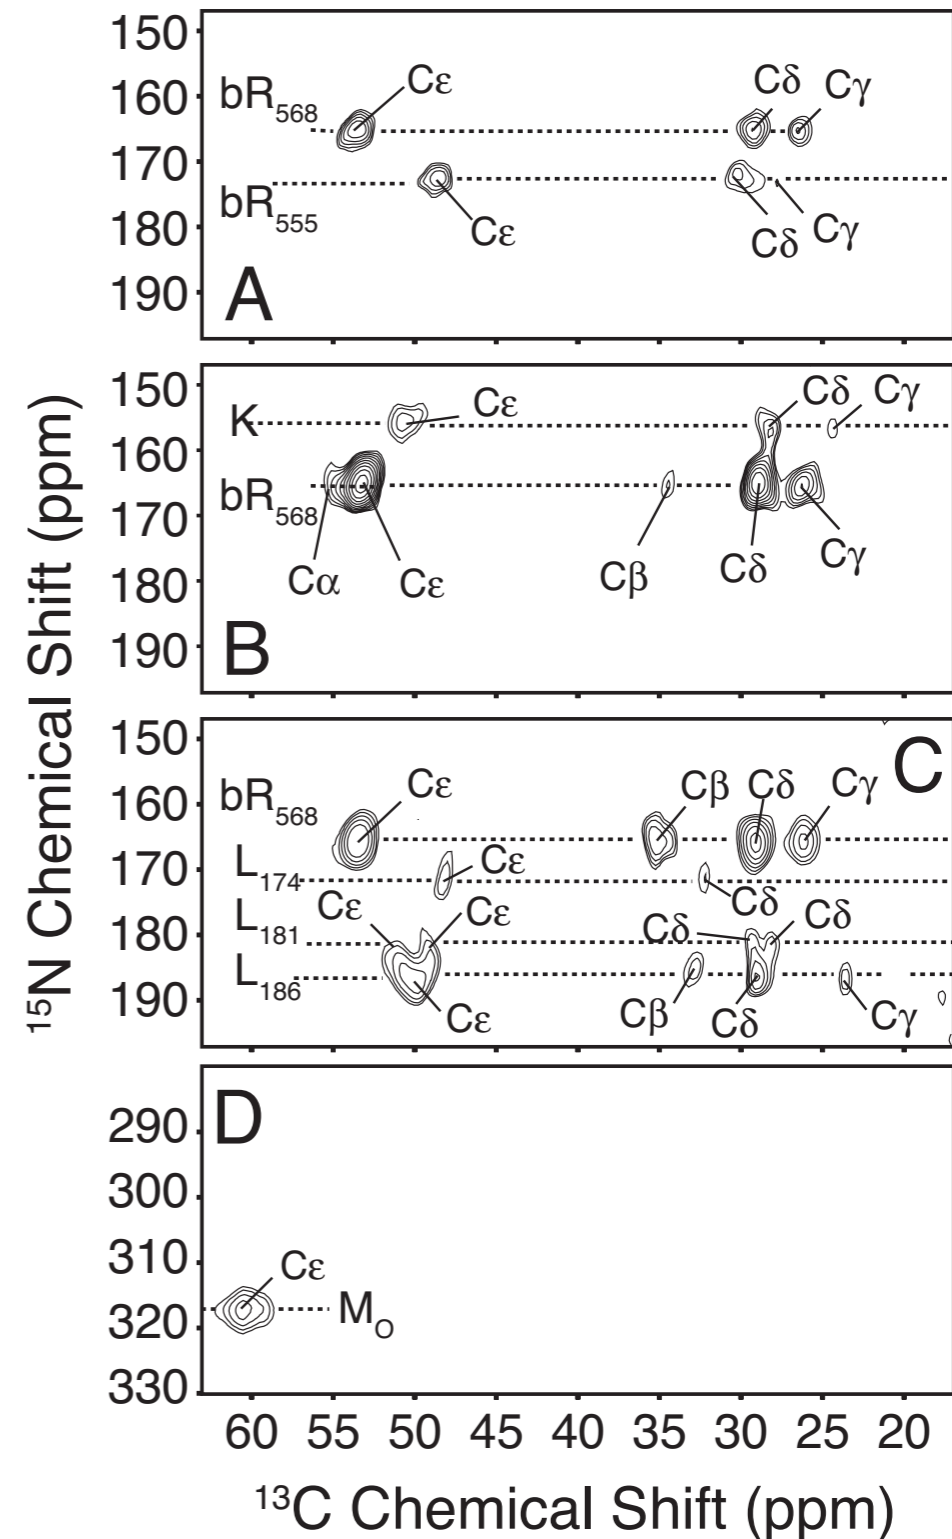 ¹⁵N Chemical Shift (ppm)
150
160
170
180
190
bR₅₆₈
Cε
Cδ
Cγ
bR₅₅₅
Cε
Cδ
Cγ
A
150
160
170
180
190
K
Cε
Cδ
Cγ
bR₅₆₈
Cα
Cε
Cβ
Cδ
Cγ
B
150
160
170
180
190
C
bR₅₆₈
Cε
Cβ
Cδ
Cγ
L₁₇₄
Cε
Cδ
L₁₈₁
Cε
Cε
Cδ
Cδ
L₁₈₆
Cε
Cβ
Cδ
Cγ
290
300
310
320
330
D
Cε
M_O
60 55 50 45 40 35 30 25 20
¹³C Chemical Shift (ppm)